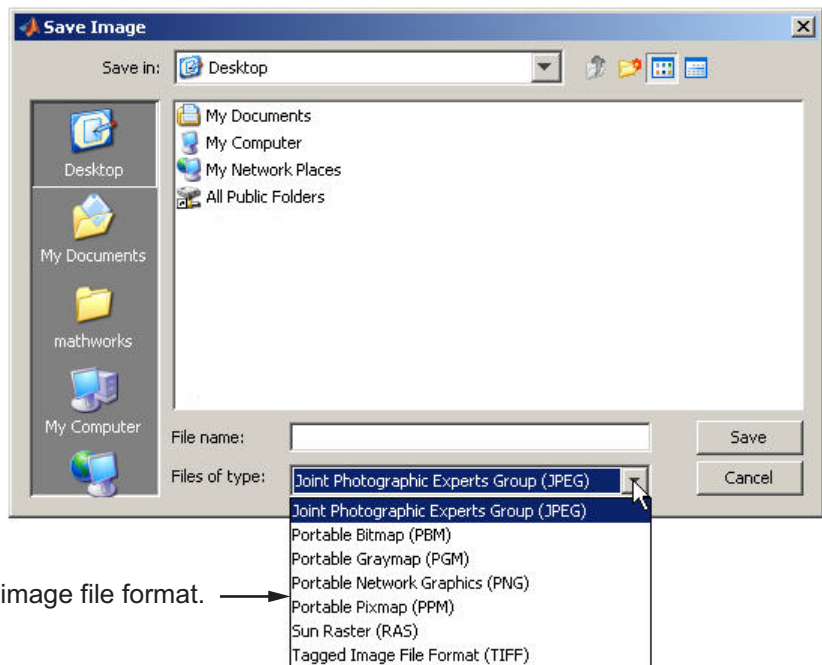 Save Image
Save in:
Desktop
My Documents
My Computer
My Network Places
All Public Folders
Desktop
My Documents
mathworks
My Computer
File name:
Save
Files of type:
Joint Photographic Experts Group (JPEG)
Cancel
Joint Photographic Experts Group (JPEG)
Portable Bitmap (PBM)
Portable Graymap (PGM)
Portable Network Graphics (PNG)
image file format.
Portable Pixmap (PPM)
Sun Raster (RAS)
Tagged Image File Format (TIFF)